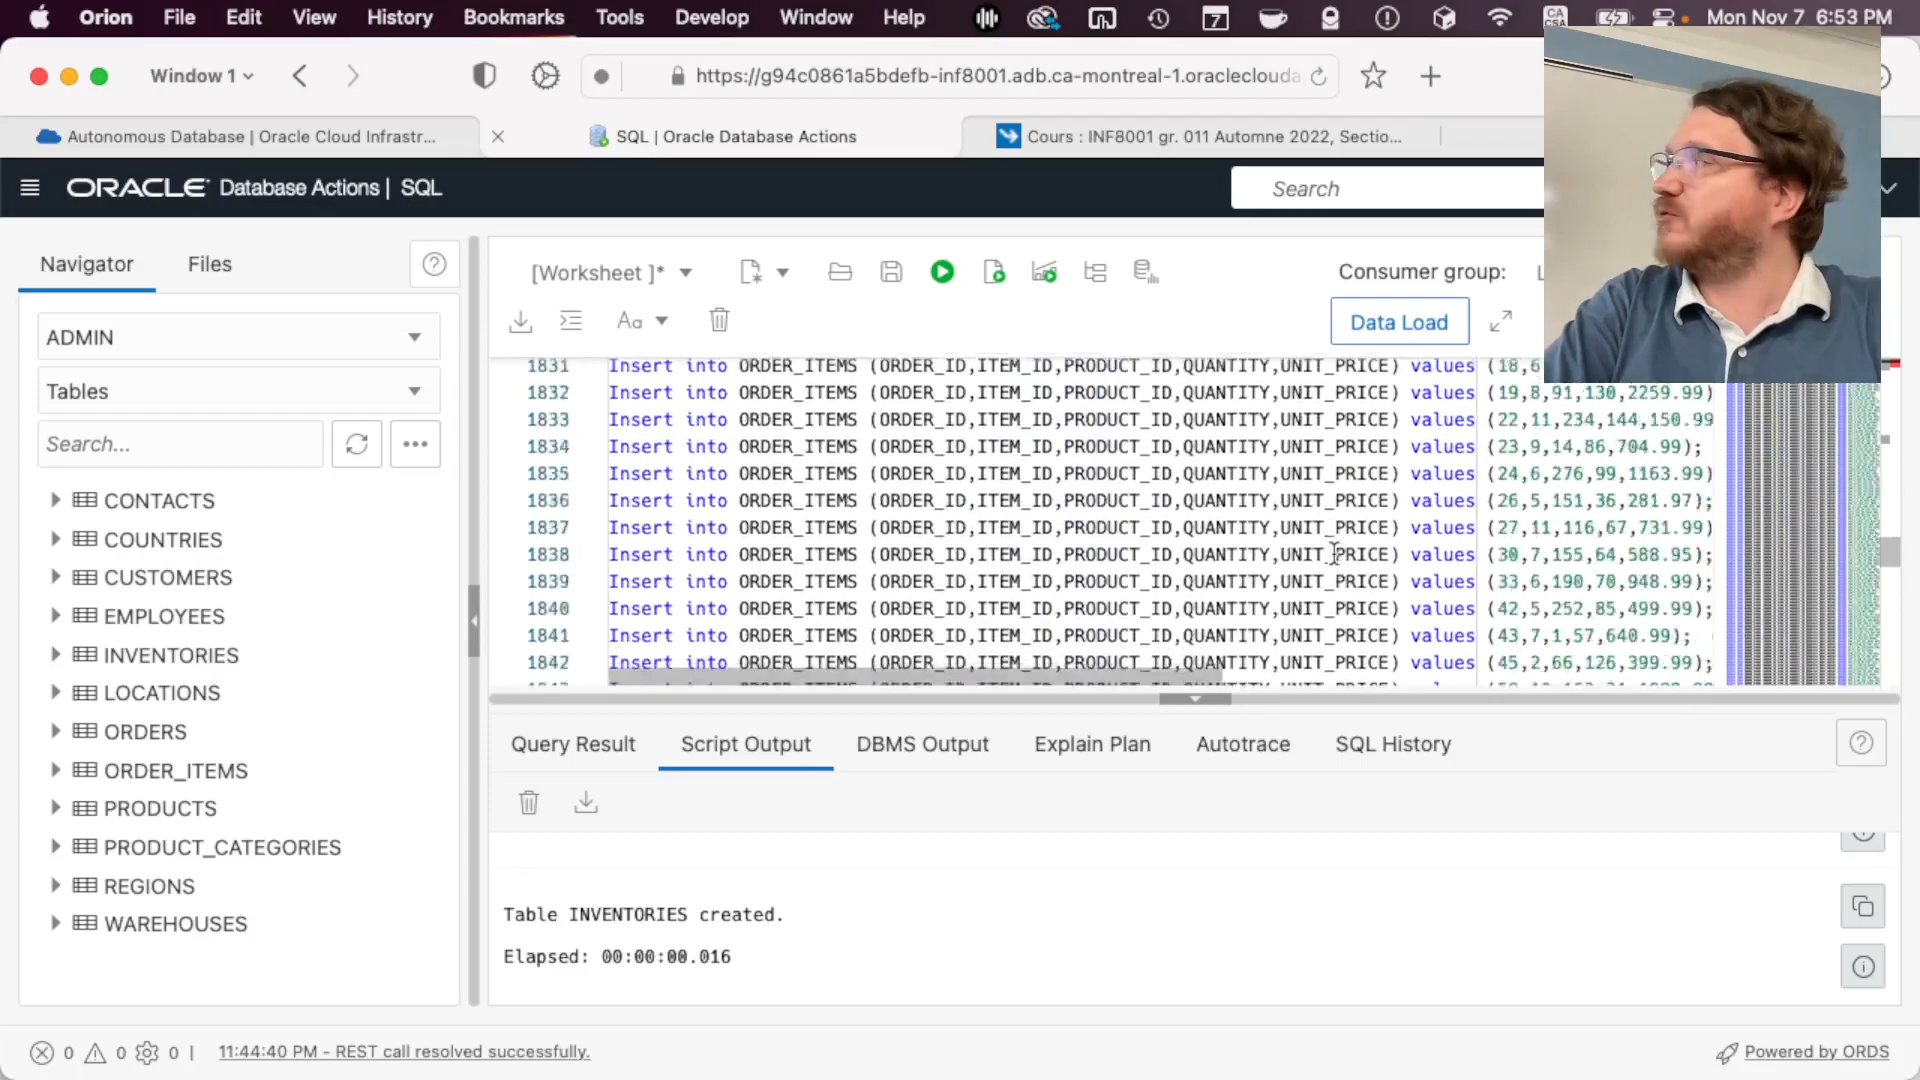 Orion File Edit View History Bookmarks Tools Develop Window Help 7 CA CSA Mon Nov 7 6:53 PM
Window 1 https://g94c0861a5bdefb-inf8001.adb.ca-montreal-1.oraclecloud
Autonomous Database | Oracle Cloud Infrastr... SQL | Oracle Database Actions Cours : INF8001 gr. 011 Automne 2022, Sectio...
ORACLE Database Actions | SQL Search
Navigator Files
[Worksheet ]* Consumer group:
Aa Data Load
ADMIN
Tables
Search...
CONTACTS
COUNTRIES
CUSTOMERS
EMPLOYEES
INVENTORIES
LOCATIONS
ORDERS
ORDER_ITEMS
PRODUCTS
PRODUCT_CATEGORIES
REGIONS
WAREHOUSES
1831 Insert into ORDER_ITEMS (ORDER_ID,ITEM_ID,PRODUCT_ID,QUANTITY,UNIT_PRICE) values (18,6
1832 Insert into ORDER_ITEMS (ORDER_ID,ITEM_ID,PRODUCT_ID,QUANTITY,UNIT_PRICE) values (19,8,91,130,2259.99)
1833 Insert into ORDER_ITEMS (ORDER_ID,ITEM_ID,PRODUCT_ID,QUANTITY,UNIT_PRICE) values (22,11,234,144,150.99
1834 Insert into ORDER_ITEMS (ORDER_ID,ITEM_ID,PRODUCT_ID,QUANTITY,UNIT_PRICE) values (23,9,14,86,704.99);
1835 Insert into ORDER_ITEMS (ORDER_ID,ITEM_ID,PRODUCT_ID,QUANTITY,UNIT_PRICE) values (24,6,276,99,1163.99)
1836 Insert into ORDER_ITEMS (ORDER_ID,ITEM_ID,PRODUCT_ID,QUANTITY,UNIT_PRICE) values (26,5,151,36,281.97);
1837 Insert into ORDER_ITEMS (ORDER_ID,ITEM_ID,PRODUCT_ID,QUANTITY,UNIT_PRICE) values (27,11,116,67,731.99)
1838 Insert into ORDER_ITEMS (ORDER_ID,ITEM_ID,PRODUCT_ID,QUANTITY,UNIT_PRICE) values (30,7,155,64,588.95);
1839 Insert into ORDER_ITEMS (ORDER_ID,ITEM_ID,PRODUCT_ID,QUANTITY,UNIT_PRICE) values (33,6,190,70,948.99);
1840 Insert into ORDER_ITEMS (ORDER_ID,ITEM_ID,PRODUCT_ID,QUANTITY,UNIT_PRICE) values (42,5,252,85,499.99);
1841 Insert into ORDER_ITEMS (ORDER_ID,ITEM_ID,PRODUCT_ID,QUANTITY,UNIT_PRICE) values (43,7,1,57,640.99);
1842 Insert into ORDER_ITEMS (ORDER_ID,ITEM_ID,PRODUCT_ID,QUANTITY,UNIT_PRICE) values (45,2,66,126,399.99);
Query Result Script Output DBMS Output Explain Plan Autotrace SQL History
Table INVENTORIES created.
Elapsed: 00:00:00.016
0 0 0 | 11:44:40 PM - REST call resolved successfully. Powered by ORDS